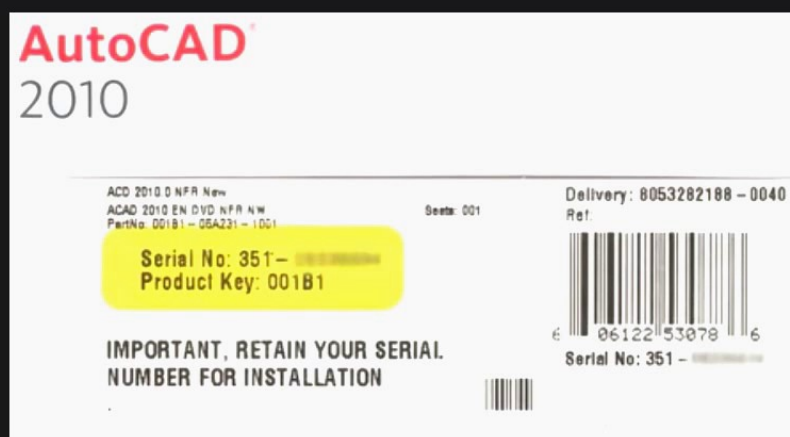 AutoCAD
2010
ACD 2010.0 NFR New
ACAD 2010 EN DVD NFR NW
PartNo: 001B1 - 05A231 - 1001
Seats: 001
Serial No: 351-
Product Key: 001B1
IMPORTANT, RETAIN YOUR SERIAL
NUMBER FOR INSTALLATION
Delivery: 8053282188 - 0040
Ref:
6 06122 53078 6
Serial No: 351 -